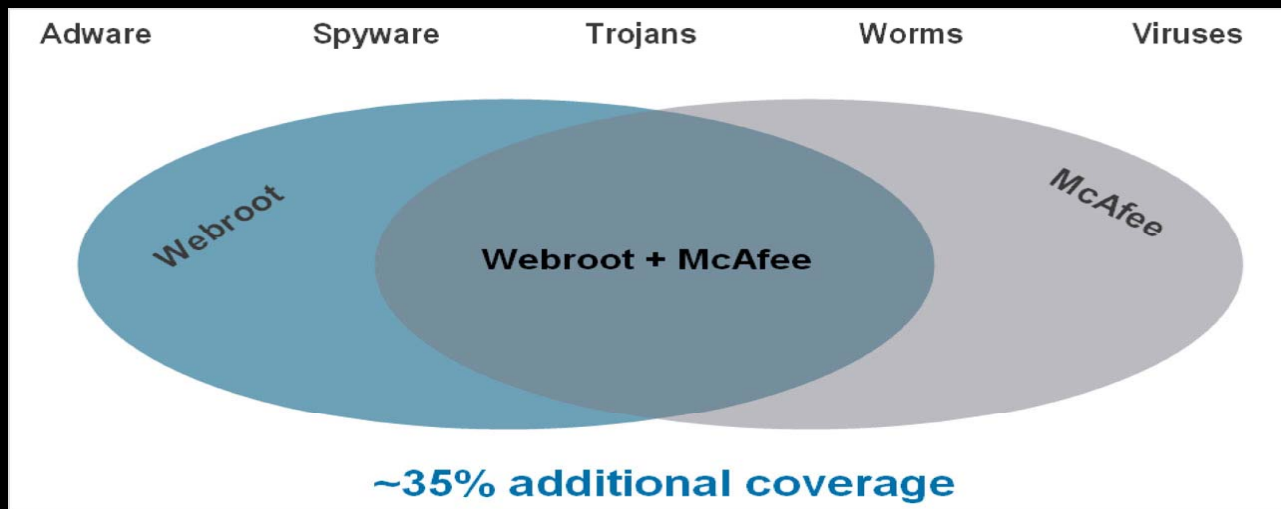 Adware Spyware Trojans Worms Viruses
Webroot
McAfee
Webroot + McAfee
~35% additional coverage